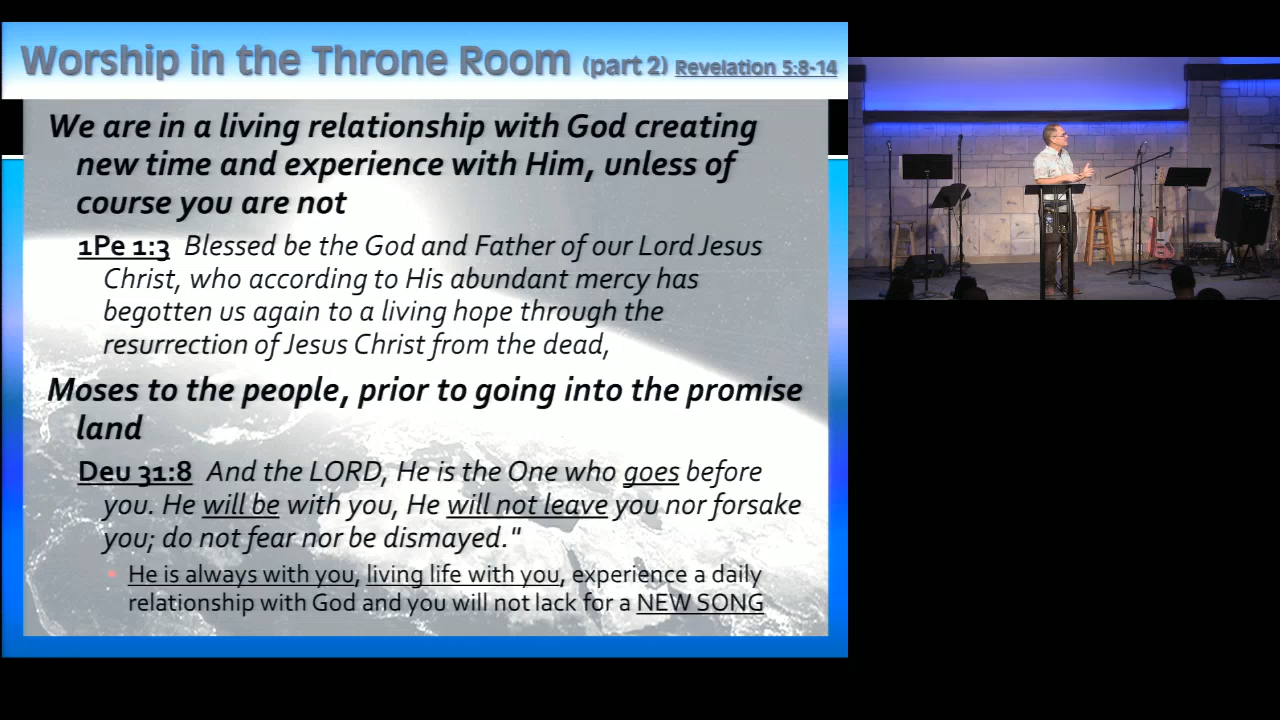 Worship in the Throne Room (part 2) Revelation 5:8-14
We are in a living relationship with God creating
new time and experience with Him, unless of
course you are not
1Pe 1:3 Blessed be the God and Father of our Lord Jesus
Christ, who according to His abundant mercy has
begotten us again to a living hope through the
resurrection of Jesus Christ from the dead,
Moses to the people, prior to going into the promise
land
Deu 31:8 And the LORD, He is the One who goes before
you. He will be with you, He will not leave you nor forsake
you; do not fear nor be dismayed."
He is always with you, living life with you, experience a daily
relationship with God and you will not lack for a NEW SONG